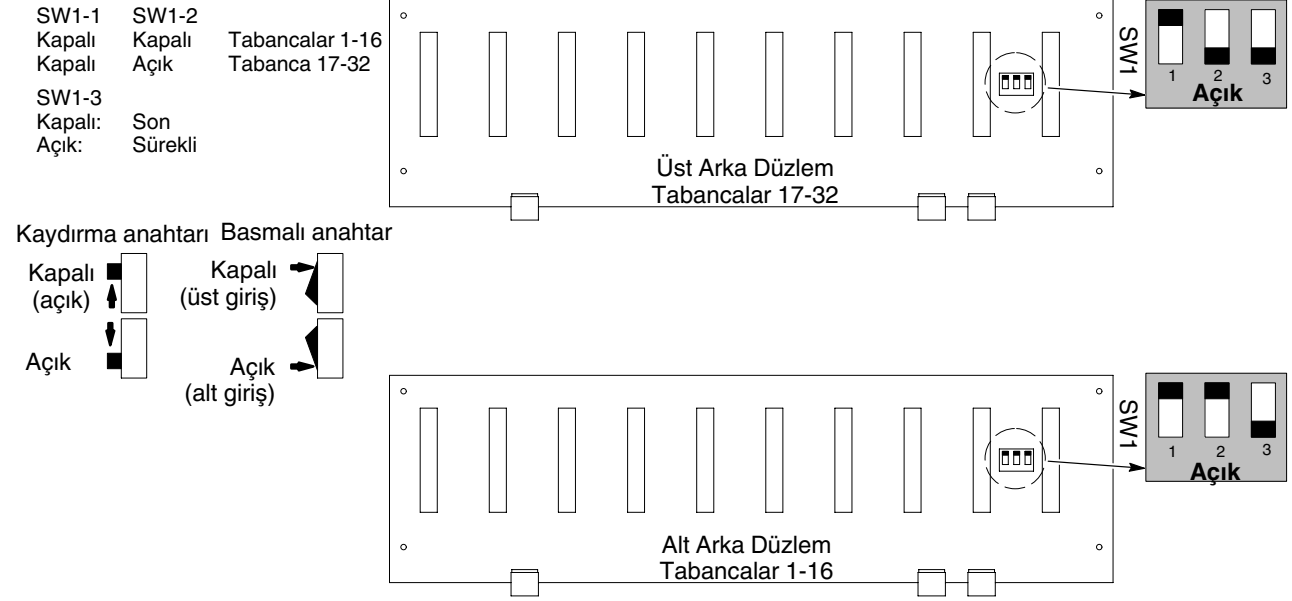 SW1-1 SW1-2
Kapalı Kapalı Tabancalar 1-16
Kapalı Açık Tabanca 17-32
SW1-3
Kapalı: Son
Açık: Sürekli
Üst Arka Düzlem
Tabancalar 17-32
SW1
1 2 3
Açık
Kaydırma anahtarı Basmalı anahtar
Kapalı
(açık)
Kapalı
(üst giriş)
Açık
Açık
(alt giriş)
Alt Arka Düzlem
Tabancalar 1-16
SW1
1 2 3
Açık